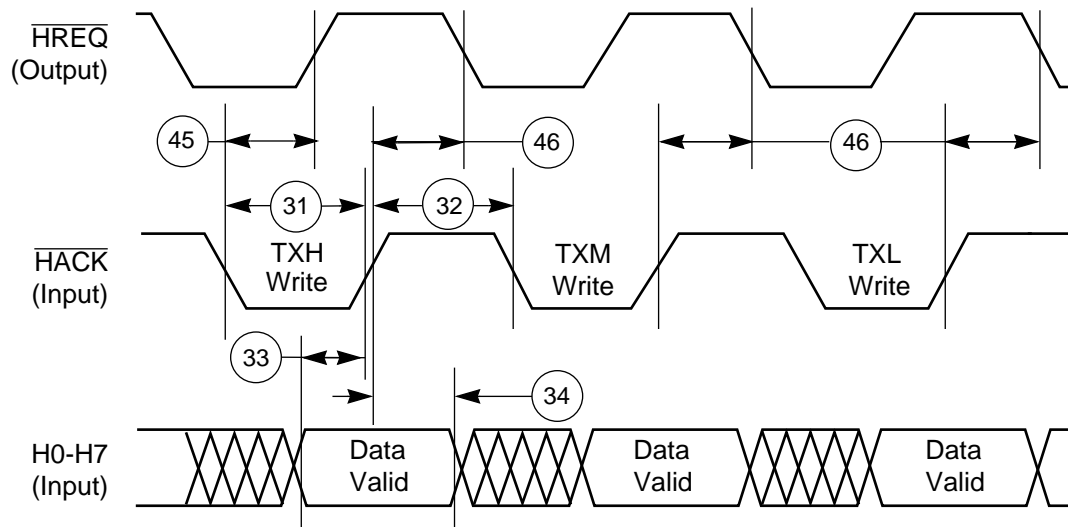 HREQ
(Output)
45
46
46
31
32
HACK
(Input)
TXH
Write
TXM
Write
TXL
Write
33
34
H0-H7
(Input)
Data
Valid
Data
Valid
Data
Valid